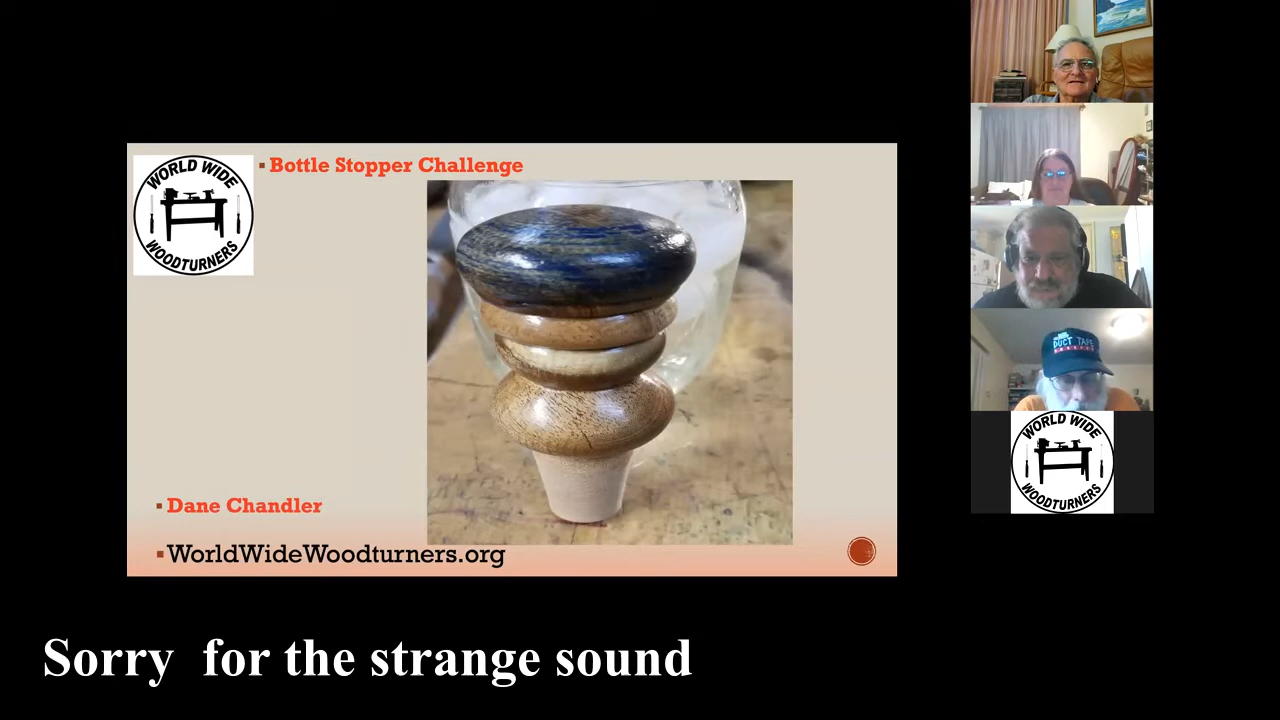 WORLD WIDE
WOODTURNERS
Bottle Stopper Challenge
Dane Chandler
WorldWideWoodturners.org
DUCT TAPE
WORLD WIDE
WOODTURNERS
Sorry for the strange sound